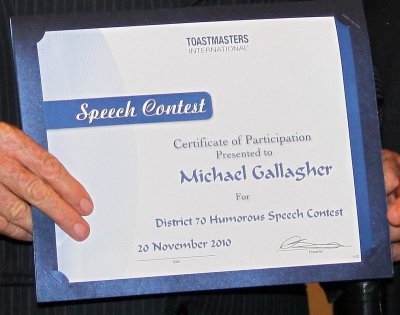 TOASTMASTERS
INTERNATIONAL
Speech Contest
Certificate of Participation
Presented to
Michael Gallagher
For
District 70 Humorous Speech Contest
20 November 2010
Date